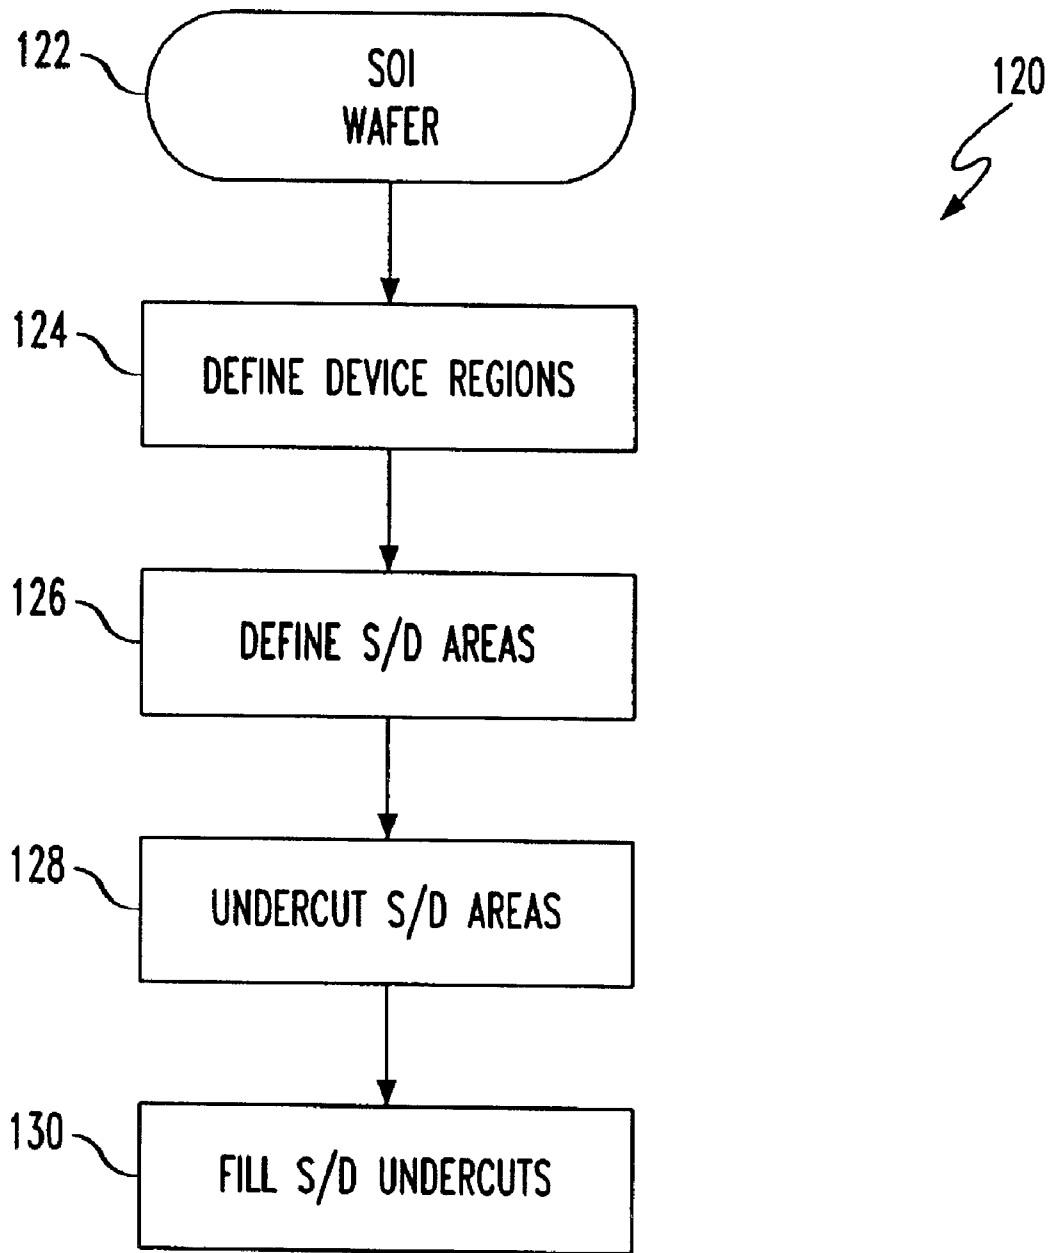 122
SOI
WAFER
120
124
DEFINE DEVICE REGIONS
126
DEFINE S/D AREAS
128
UNDERCUT S/D AREAS
130
FILL S/D UNDERCUTS